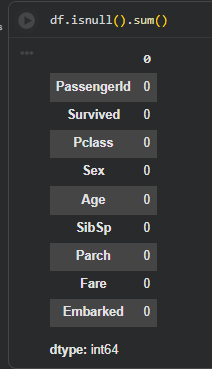 df.isnull().sum()
0
PassengerId 0
Survived 0
Pclass 0
Sex 0
Age 0
SibSp 0
Parch 0
Fare 0
Embarked 0
dtype: int64